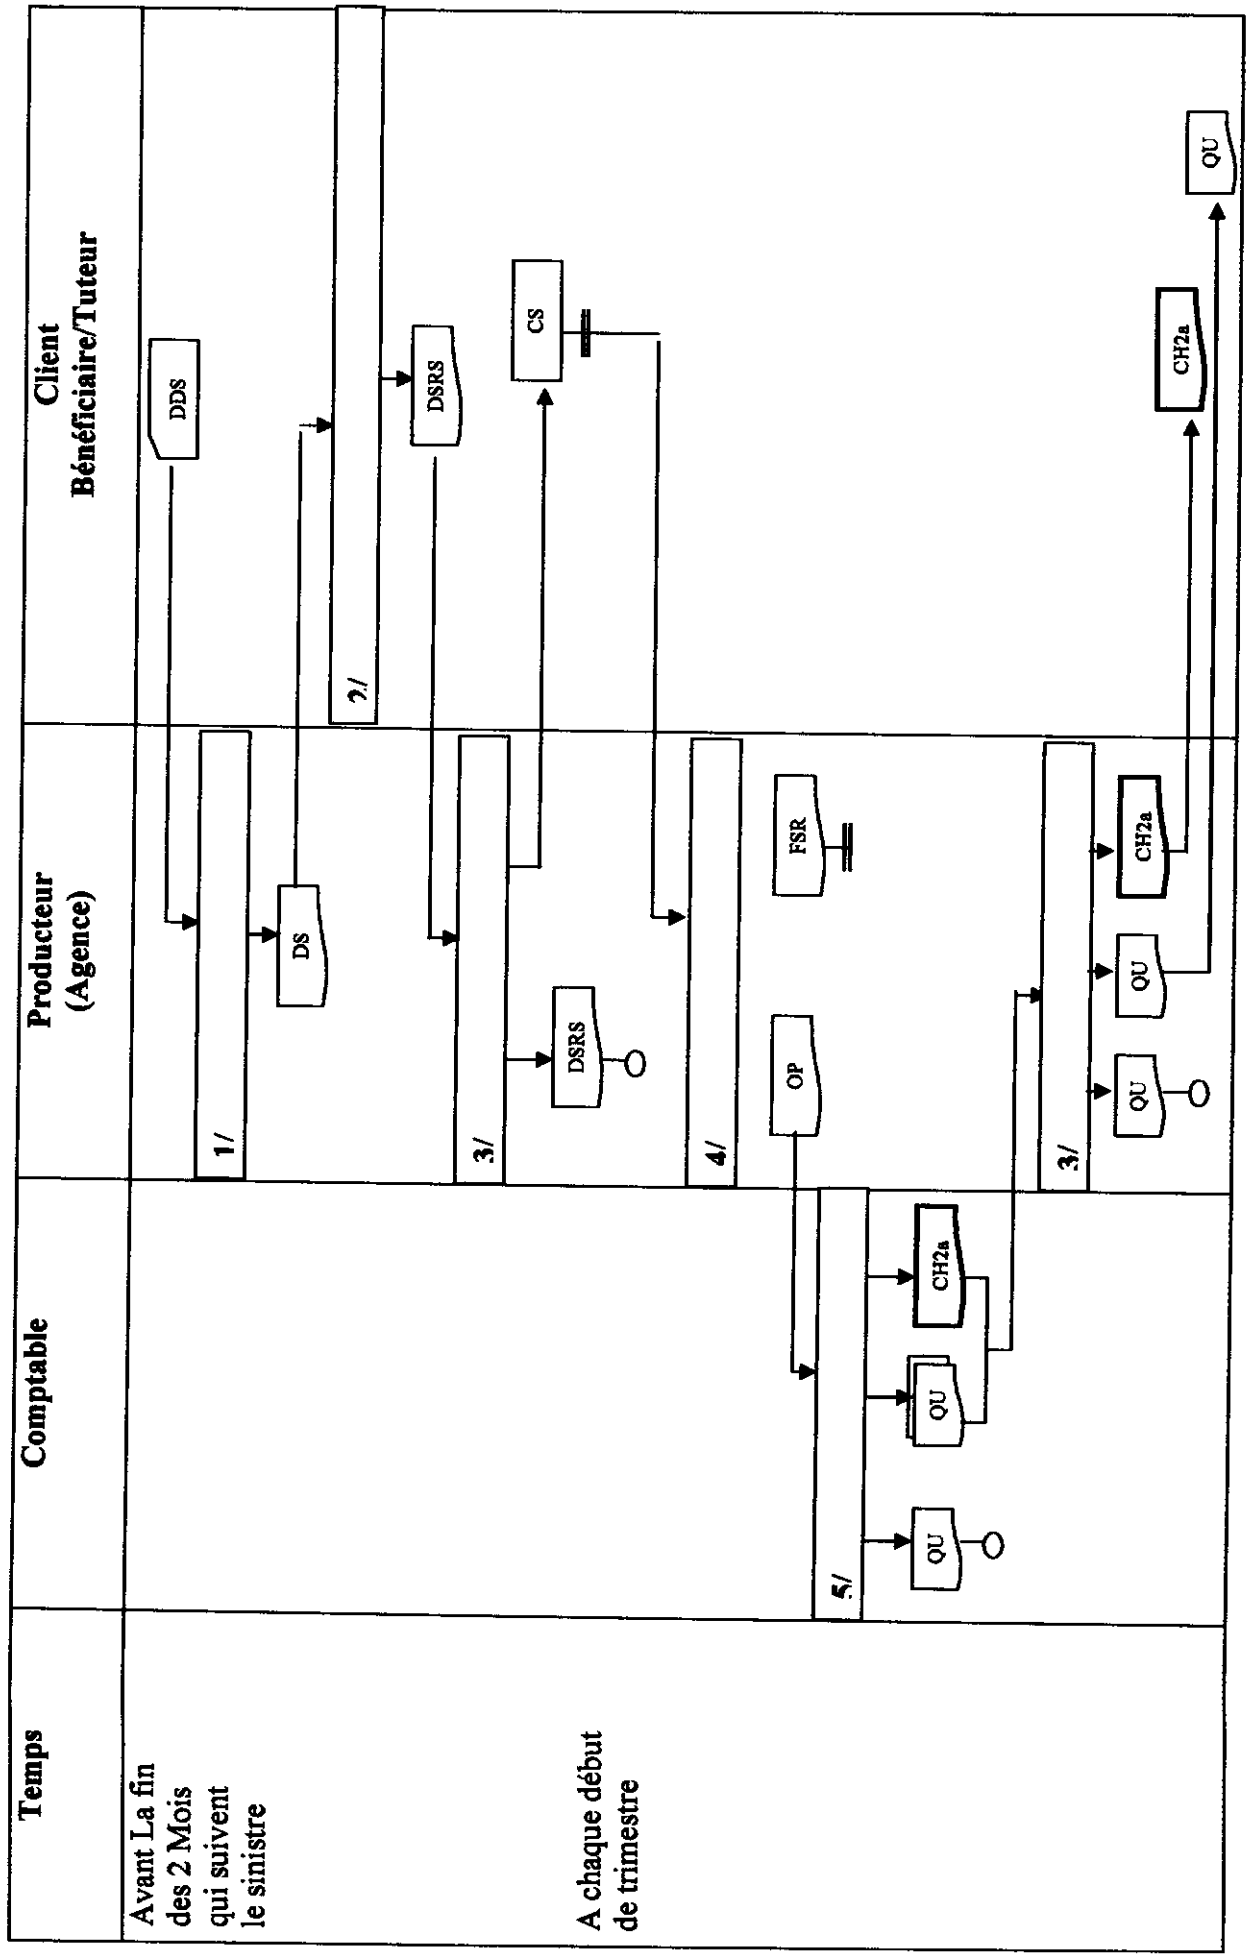 Temps
Comptable
Producteur
(Agence)
Client
Bénéficiaire/Tuteur
Avant La fin
des 2 Mois
qui suivent
le sinistre
DDS
1/
DS
2/
DSRS
3/
CS
DSRS
A chaque début
de trimestre
4/
OP
FSR
5/
QU
QU
CH2a
3/
QU
QU
CH2a
CH2a
QU